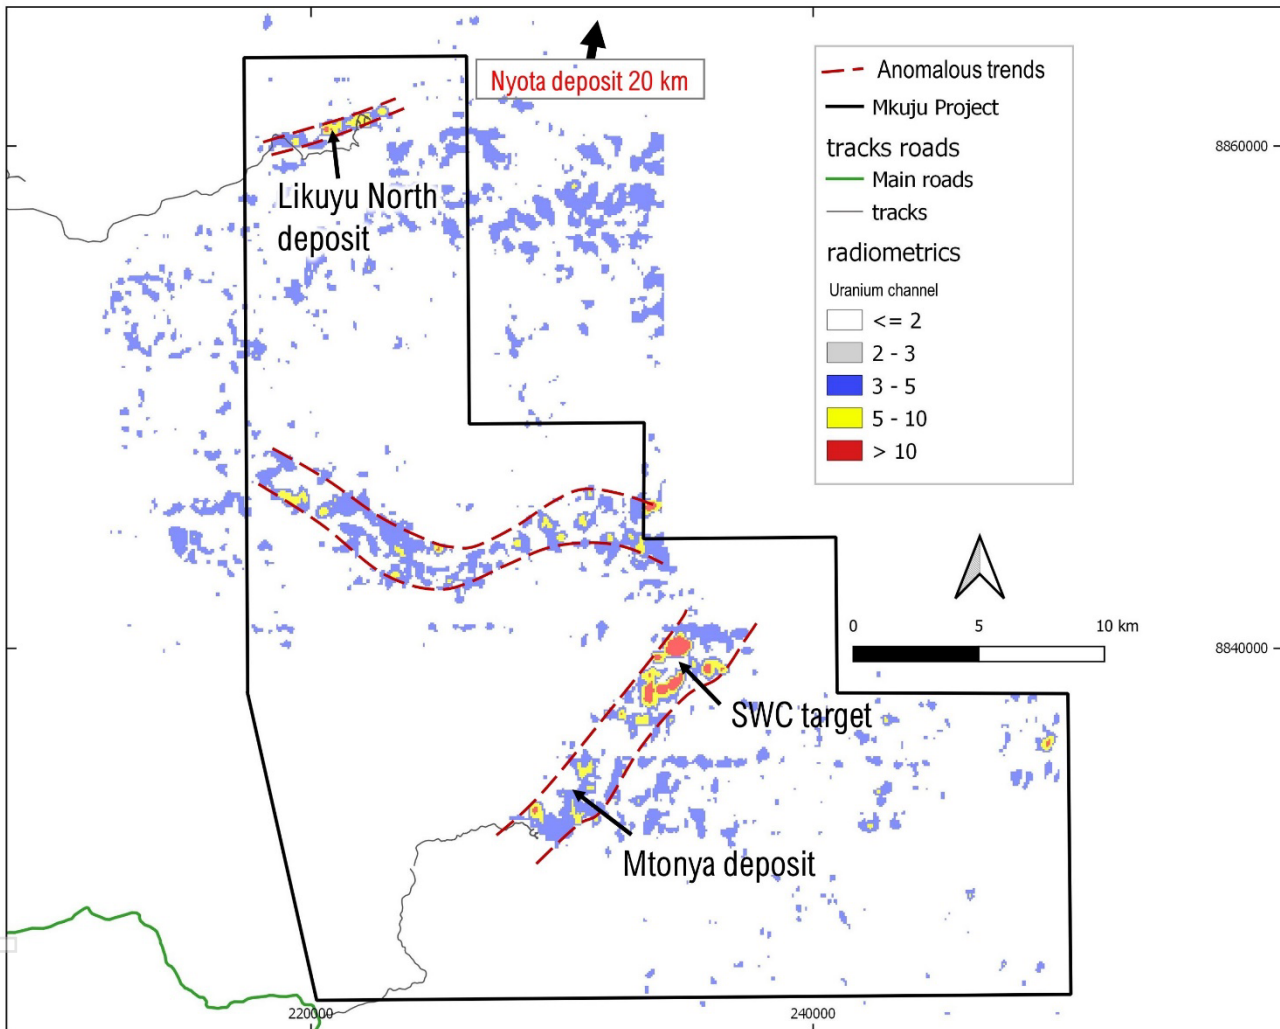 Nyota deposit 20 km
Anomalous trends
Mkuju Project
tracks roads
Main roads
tracks
radiometrics
Uranium channel
<= 2
2 - 3
3 - 5
5 - 10
> 10
8860000
Likuyu North
deposit
0 5 10 km
8840000
SWC target
Mtonya deposit
220000
240000